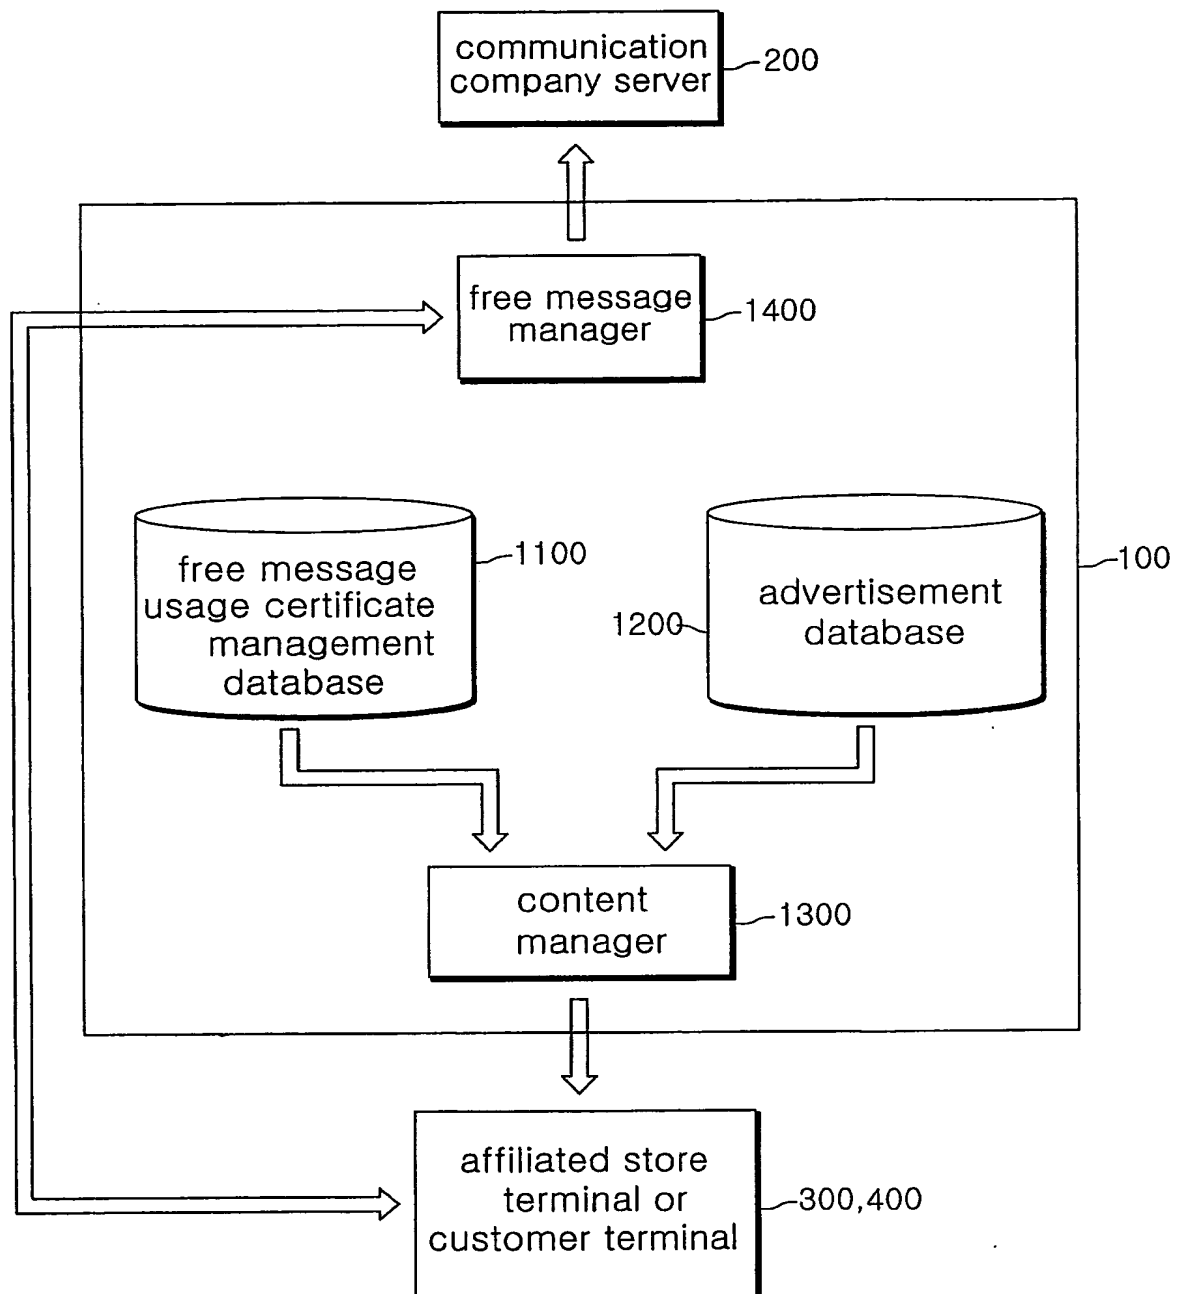 communication
company server
200
free message
manager
1400
free message
usage certificate
management
database
1100
advertisement
database
1200
100
content
manager
1300
affiliated store
terminal or
customer terminal
300,400